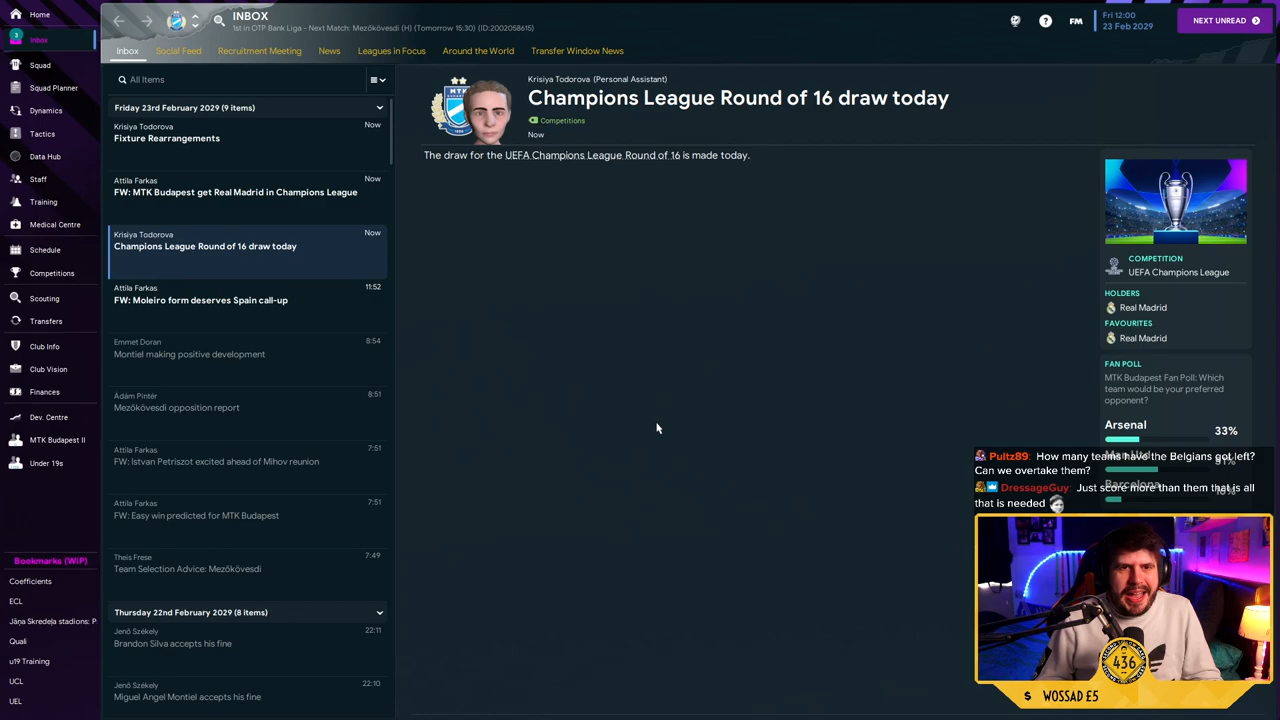 INBOX
1st in OTP Bank Liga - Next Match: Mezőkövesdi (H) (Tomorrow 15:30) (ID:2002058615)
Fri 12:00
23 Feb 2029
FM
NEXT UNREAD
Home
3
Inbox
Squad
Squad Planner
Dynamics
Tactics
Data Hub
Staff
Training
Medical Centre
Schedule
Competitions
Scouting
Transfers
Club Info
Club Vision
Finances
Dev. Centre
MTK Budapest II
Under 19s
Bookmarks (WiP)
Coefficients
ECL
Jāņa Skredeļa stadions: P
Quali
u19 Training
UCL
UEL
Inbox
Social Feed
Recruitment Meeting
News
Leagues in Focus
Around the World
Transfer Window News
All Items
Friday 23rd February 2029 (9 items)
Krisiya Todorova
Now
Fixture Rearrangements
Attila Farkas
Now
FW: MTK Budapest get Real Madrid in Champions League
Krisiya Todorova
Now
Champions League Round of 16 draw today
Attila Farkas
11:52
FW: Moleiro form deserves Spain call-up
Emmet Doran
8:54
Montiel making positive development
Ádám Pintér
8:51
Mezőkövesdi opposition report
Attila Farkas
7:51
FW: Istvan Petriszot excited ahead of Mihov reunion
Attila Farkas
7:51
FW: Easy win predicted for MTK Budapest
Theis Frese
7:49
Team Selection Advice: Mezőkövesdi
Thursday 22nd February 2029 (8 items)
Jenő Székely
22:11
Brandon Silva accepts his fine
Jenő Székely
22:10
Miguel Angel Montiel accepts his fine
MTK
Krisiya Todorova (Personal Assistant)
Champions League Round of 16 draw today
Competitions
Now
The draw for the UEFA Champions League Round of 16 is made today.
COMPETITION
UEFA Champions League
HOLDERS
Real Madrid
FAVOURITES
Real Madrid
FAN POLL
MTK Budapest Fan Poll: Which
team would be your preferred
opponent?
Arsenal
33%
Man Utd
Barcelona
Pultz89: How many teams have the Belgians got left?
Can we overtake them?
DressageGuy: Just score more than them that is all
that is needed
436
$ WOSSAD £5